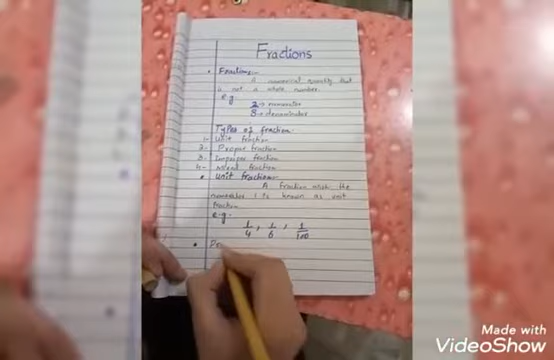 Fractions
• Fraction:-
A numerical quantity that
is not a whole number.
e.g
2 → numerator
8 → denominator
Types of fraction
1- Unit fraction
2- Proper fraction
3- Improper fraction
4- Mixed fraction
• Unit fraction:-
A fraction with the
numerator 1 is known as unit
fraction
e.g-
1/4 , 1/6 , 1/100
• Pr
Made with
VideoShow